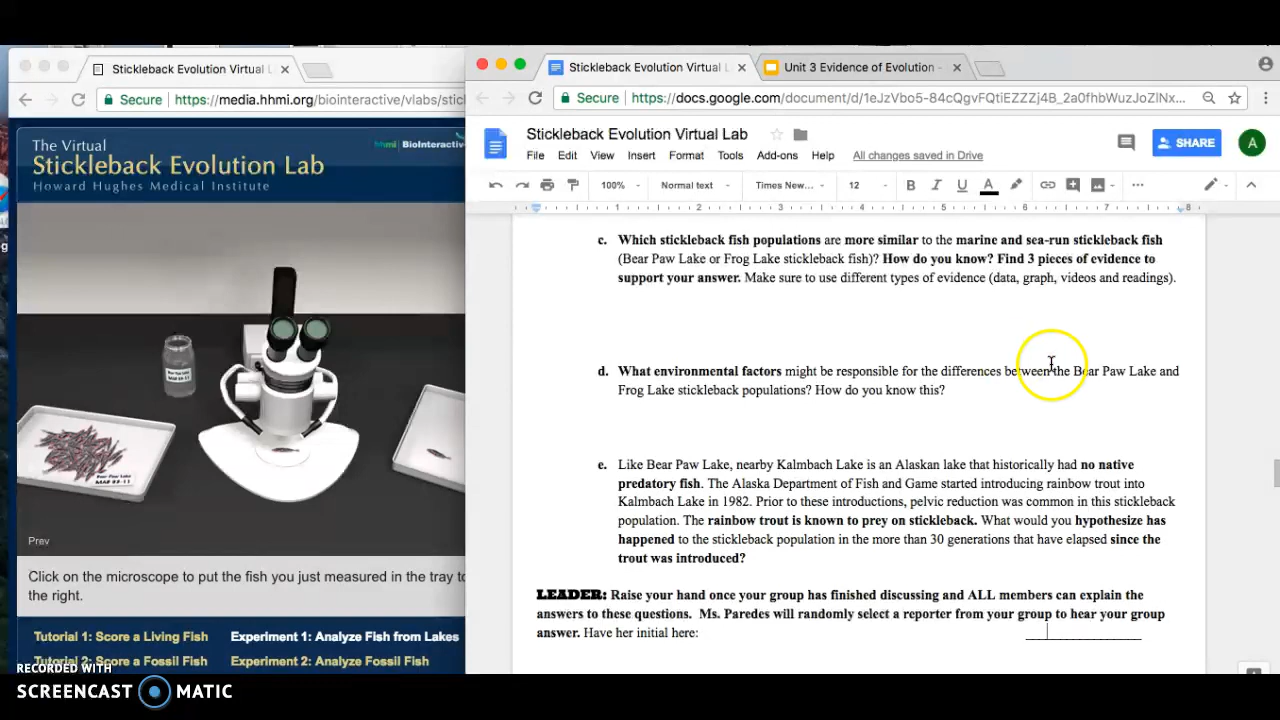 Stickleback Evolution Virtual L
Secure
https://media.hhmi.org/biointeractive/vlabs/stic
The Virtual
Stickleback Evolution Lab
Howard Hughes Medical Institute
hhmi BioInteractiv
BEAR PAW LAKE
Prev
Click on the microscope to put the fish you just measured in the tray to
the right.
Tutorial 1: Score a Living Fish
Experiment 1: Analyze Fish from Lakes
Tutorial 2: Score a Fossil Fish
Experiment 2: Analyze Fossil Fish
RECORDED WITH
SCREENCAST MATIC
Stickleback Evolution Virtual L
Unit 3 Evidence of Evolution -
Secure
https://docs.google.com/document/d/1eJzVbo5-84cQgvFQtiEZZZj4B_2a0fhbWuzJoZlNx...
Stickleback Evolution Virtual Lab
File Edit View Insert Format Tools Add-ons Help All changes saved in Drive
SHARE
A
100% Normal text Times New... 12 B I U A
1 2 3 4 5 6 7 8
c. Which stickleback fish populations are more similar to the marine and sea-run stickleback fish
(Bear Paw Lake or Frog Lake stickleback fish)? How do you know? Find 3 pieces of evidence to
support your answer. Make sure to use different types of evidence (data, graph, videos and readings).
d. What environmental factors might be responsible for the differences between the Bear Paw Lake and
Frog Lake stickleback populations? How do you know this?
e. Like Bear Paw Lake, nearby Kalmbach Lake is an Alaskan lake that historically had no native
predatory fish. The Alaska Department of Fish and Game started introducing rainbow trout into
Kalmbach Lake in 1982. Prior to these introductions, pelvic reduction was common in this stickleback
population. The rainbow trout is known to prey on stickleback. What would you hypothesize has
happened to the stickleback population in the more than 30 generations that have elapsed since the
trout was introduced?
LEADER: Raise your hand once your group has finished discussing and ALL members can explain the
answers to these questions. Ms. Paredes will randomly select a reporter from your group to hear your group
answer. Have her initial here: